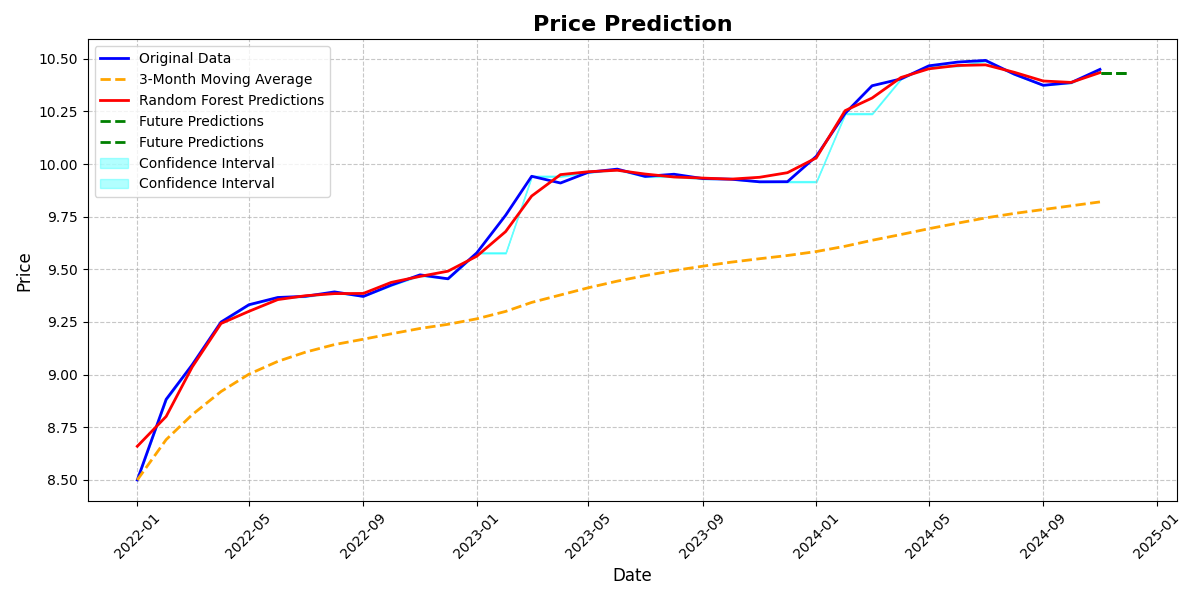 Price Prediction
Original Data
3-Month Moving Average
Random Forest Predictions
Future Predictions
Future Predictions
Confidence Interval
Confidence Interval
10.50
10.25
10.00
9.75
9.50
9.25
9.00
8.75
8.50
Price
2022-01
2022-05
2022-09
2023-01
2023-05
2023-09
2024-01
2024-05
2024-09
2025-01
Date